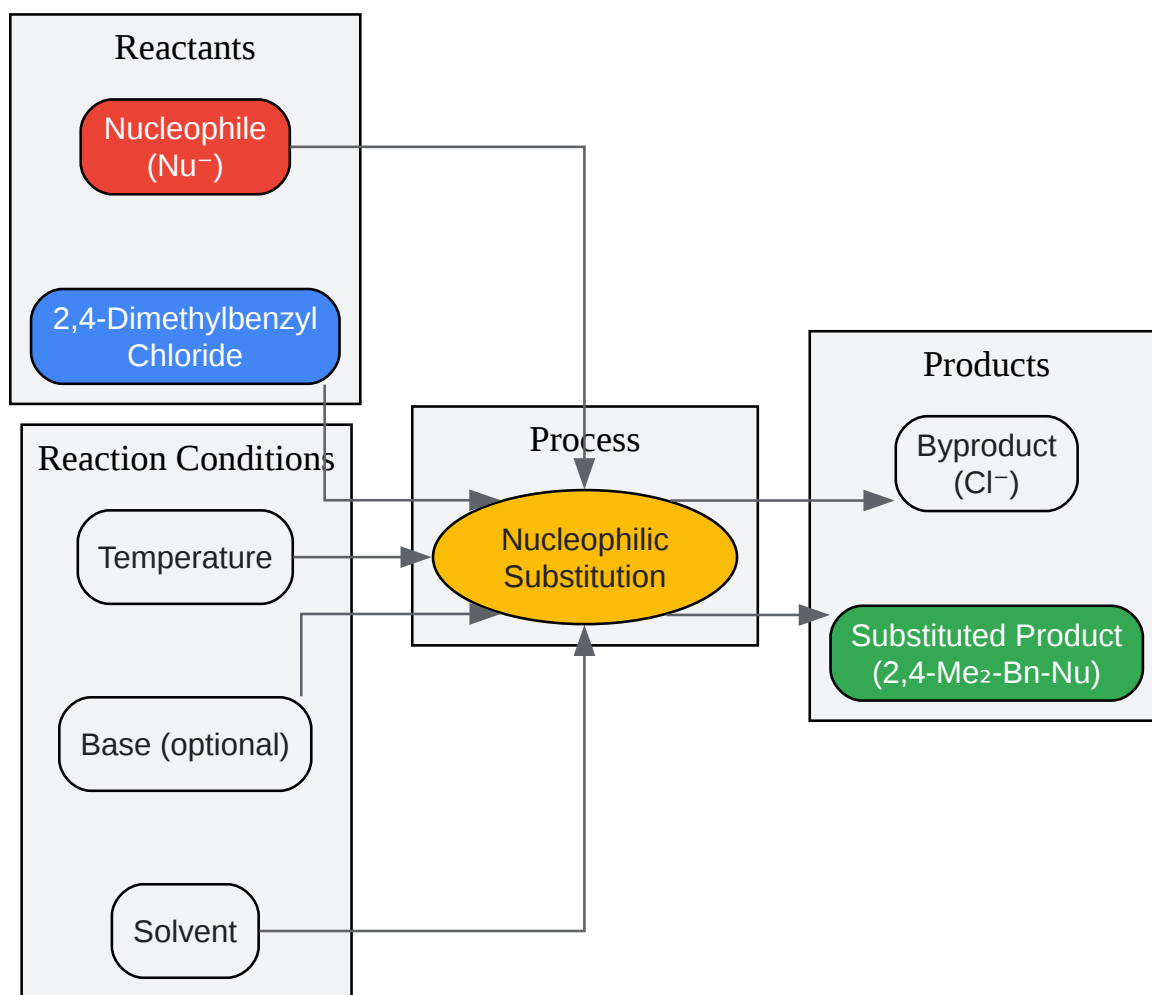 Reactants
Nucleophile
(Nu⁻)
2,4-Dimethylbenzyl
Chloride
Reaction Conditions
Temperature
Base (optional)
Solvent
Process
Nucleophilic
Substitution
Products
Byproduct
(Cl⁻)
Substituted Product
(2,4-Me₂-Bn-Nu)